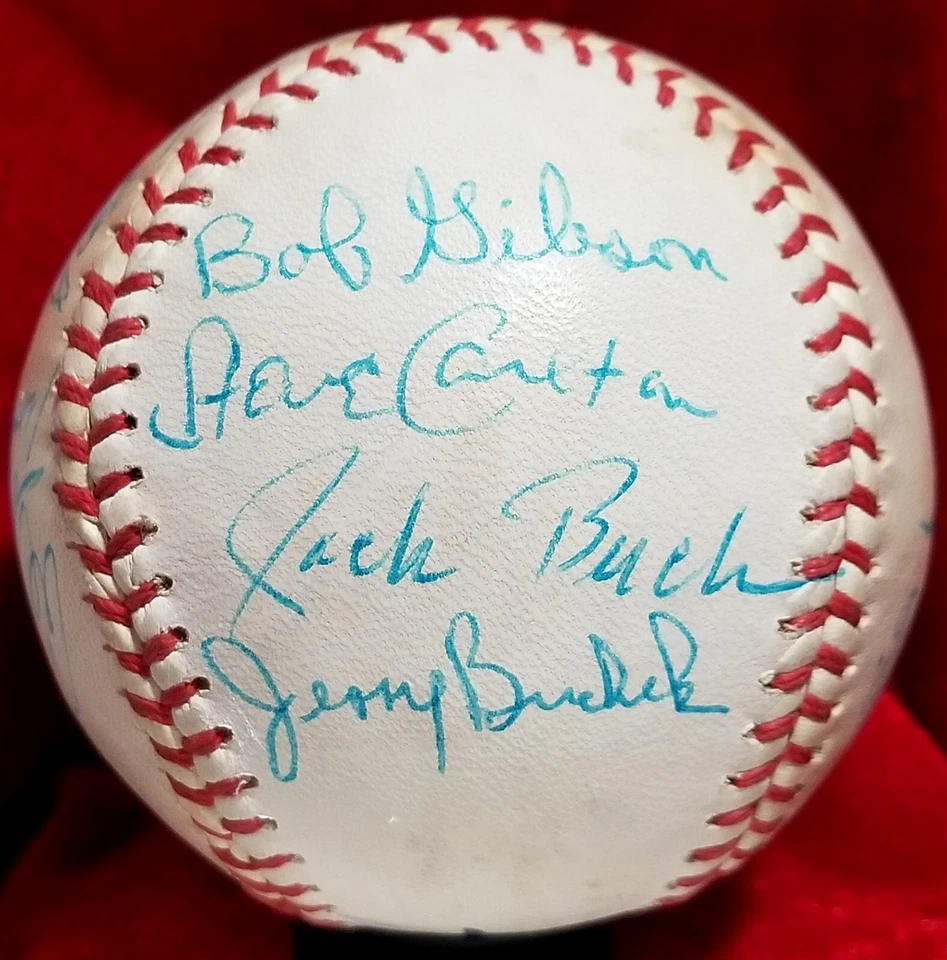 Bob Gibson
Steve Carlton
Jack Buck
Jerry Buchek